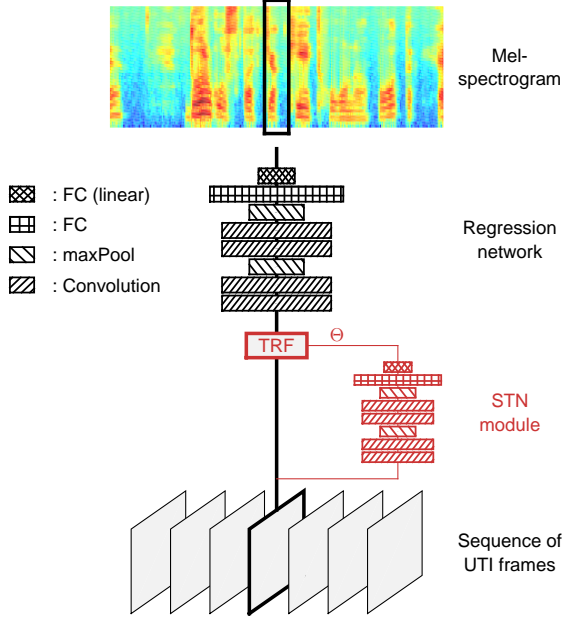 Mel-
spectrogram
: FC (linear)
: FC
: maxPool
: Convolution
Regression
network
TRF
Θ
STN
module
Sequence of
UTI frames